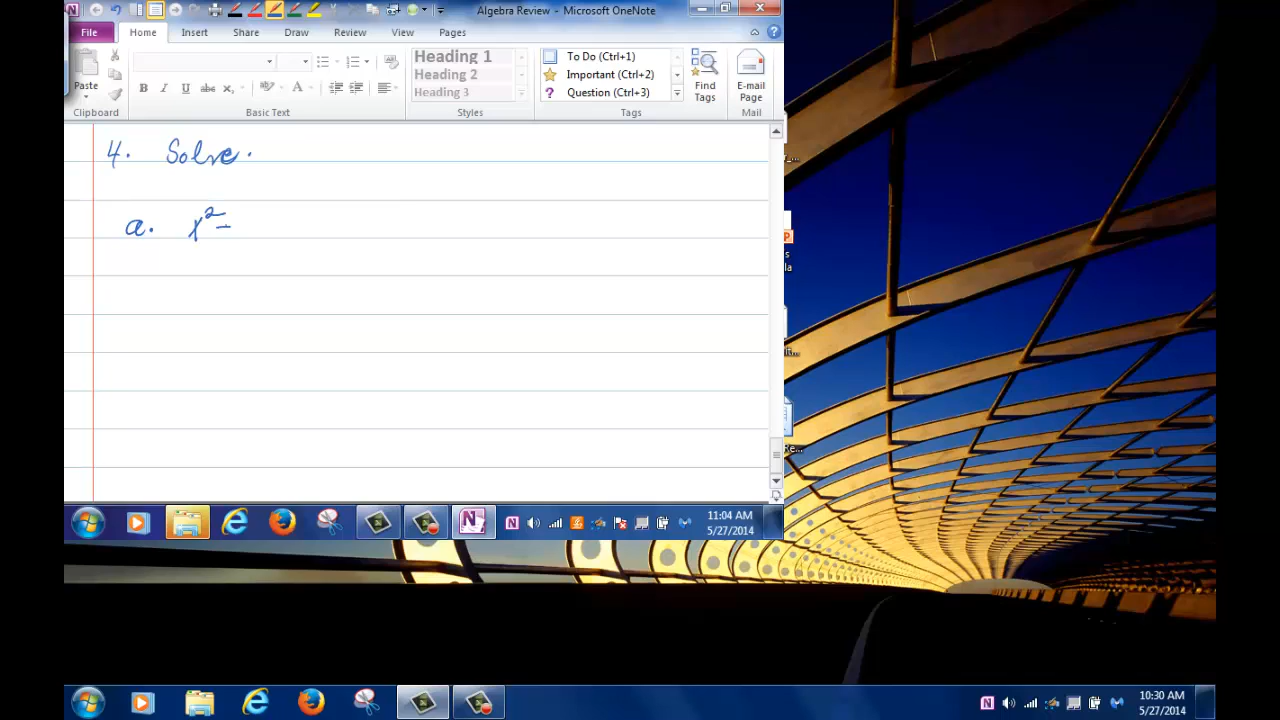 Algebra Review - Microsoft OneNote
File Home Insert Share Draw Review View Pages
Paste
Clipboard
B I U abc x₂ A
Basic Text
Heading 1
Heading 2
Heading 3
Styles
To Do (Ctrl+1)
Important (Ctrl+2)
Question (Ctrl+3)
Tags
Find
Tags
E-mail
Page
Mail
4. Solve.
a. x² -
11:04 AM
5/27/2014
10:30 AM
5/27/2014